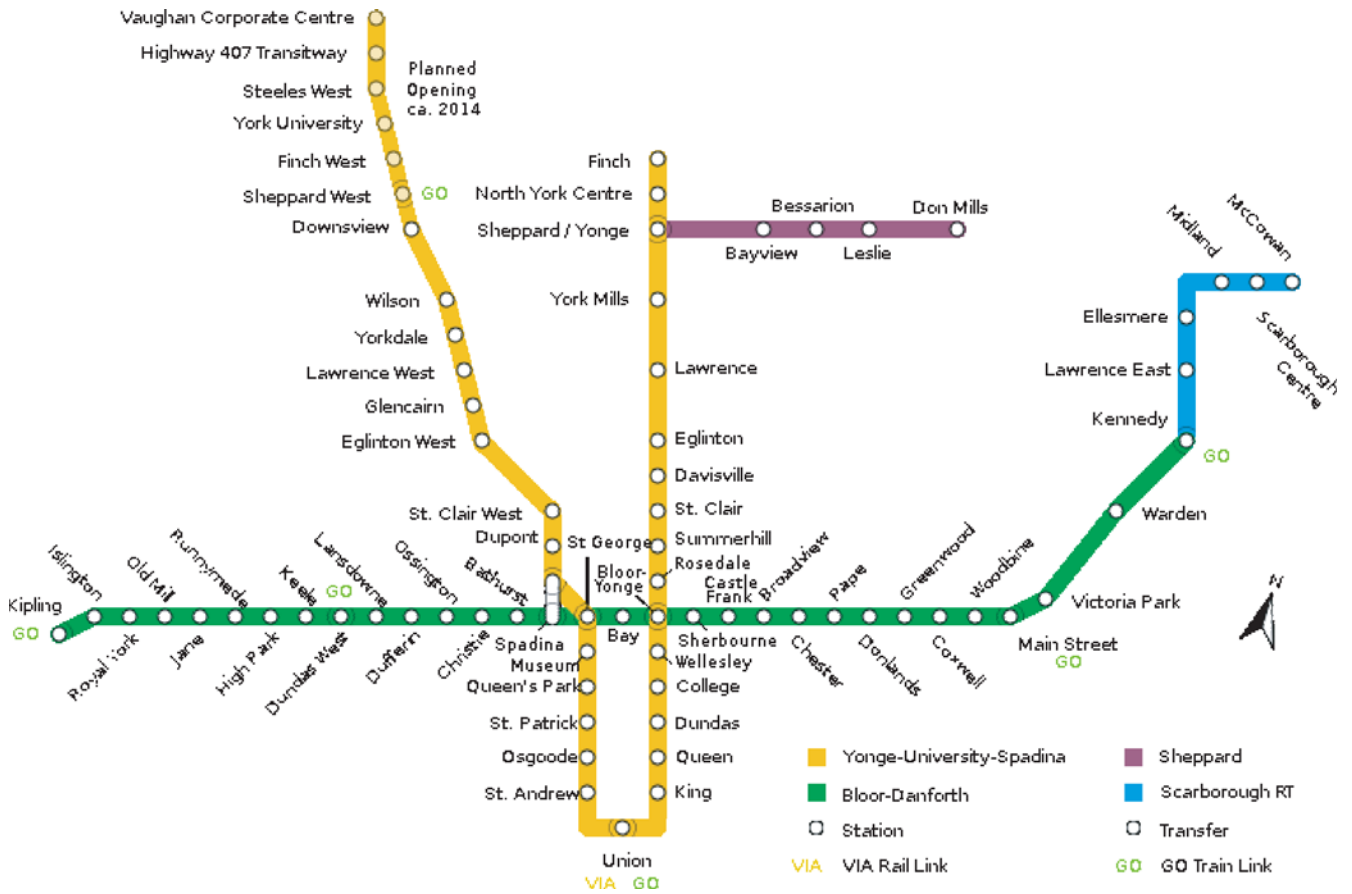 Vaughan Corporate Centre
Highway 407 Transitway
Steeles West
York University
Finch West
Sheppard West
GO
Downsview
Planned
Opening
ca. 2014
Wilson
Yorkdale
Lawrence West
Glencairn
Eglinton West
St. Clair West
Dupont
Finch
North York Centre
Sheppard / Yonge
Bessarion
Don Mills
Bayview
Leslie
York Mills
Lawrence
Eglinton
Davisville
St. Clair
Summerhill
Rosedale
Midland
McCowan
Scarborough
Centre
Ellesmere
Lawrence East
Kennedy
GO
Warden
Victoria Park
Main Street
GO
Kipling
GO
Islington
Royal York
Old Mill
Jane
Runnymede
High Park
Keele
GO
Dundas West
Lansdowne
Dufferin
Ossington
Christie
Bathurst
Spadina
St George
Bloor-
Yonge
Bay
Castle
Frank
Sherbourne
Broadview
Chester
Pape
Donlands
Greenwood
Coxwell
Woodbine
Museum
Queen's Park
St. Patrick
Osgoode
St. Andrew
Wellesley
College
Dundas
Queen
King
Union
VIA GO
N
Yonge-University-Spadina
Bloor-Danforth
Station
VIA VIA Rail Link
Sheppard
Scarborough RT
Transfer
GO GO Train Link